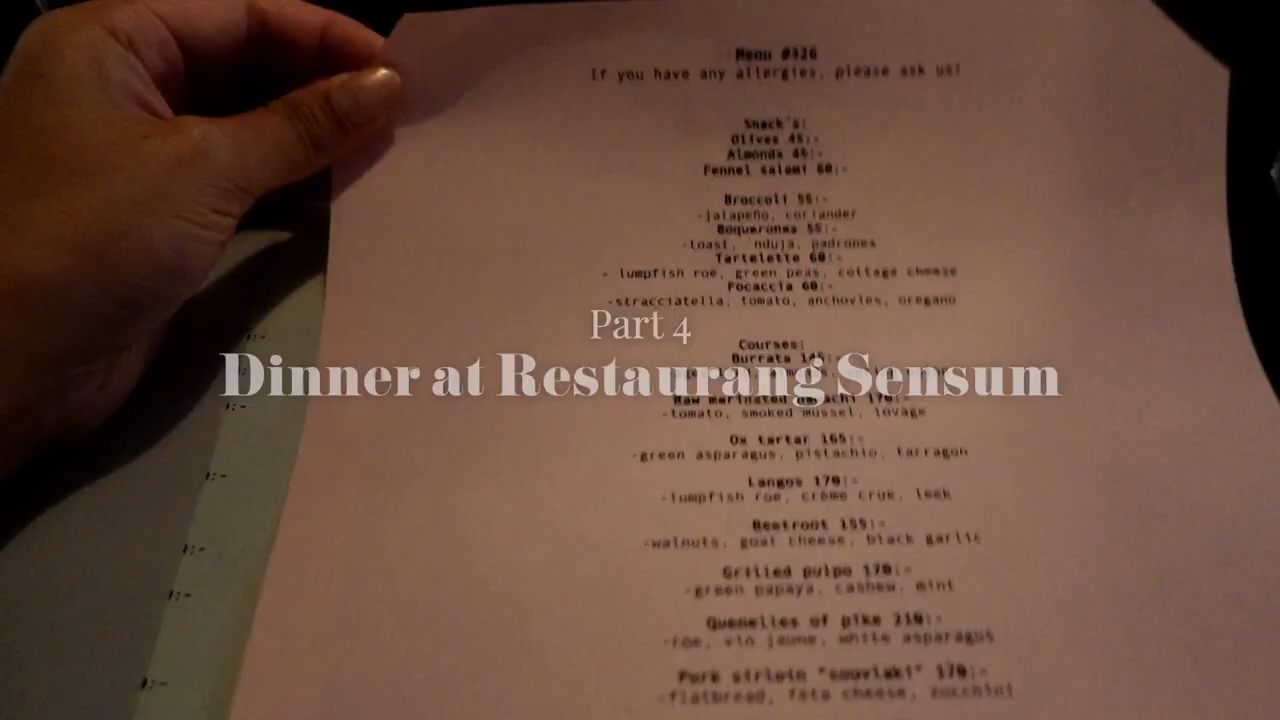 Menu #326
If you have any allergies, please ask us!
Snack's:
Olives 45:-
Almonds 45:-
Fennel salami 60:-
Broccoli 55:-
-jalapeño, coriander
Boquerones 55:-
-toast, 'nduja, padrones
Tartelette 60:-
- lumpfish roe, green peas, cottage cheese
Focaccia 60:-
-stracciatella, tomato, anchovies, oregano
Part 4
Courses:
Burrata 145:-
Dinner at Restaurang Sensum
Raw marinated 170:-
-tomato, smoked mussel, lovage
Ox tartar 165:-
-green asparagus, pistachio, tarragon
Langos 170:-
-lumpfish roe, crème crue, leek
Beetroot 155:-
-walnuts, goat cheese, black garlic
Grilled pulpo 170:-
-green papaya, cashew, mint
Quenelles of pike 210:-
-roe, vin jaune, white asparagus
Pork sirloin "souvlaki" 170:-
-flatbread, feta cheese, zucchini